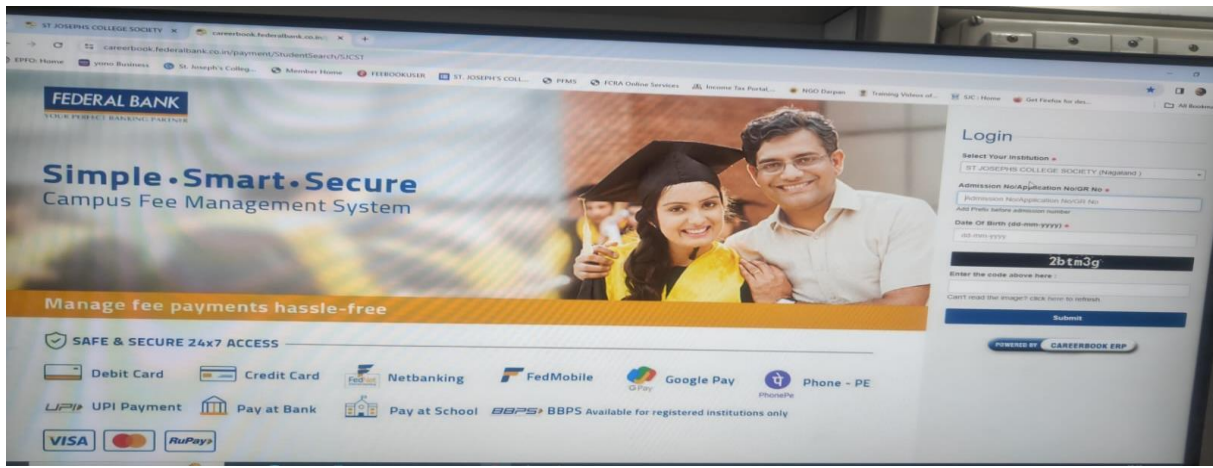 ST JOSEPHS COLLEGE SOCIETY
careerbook.federalbank.co.in/
careerbook.federalbank.co.in/payment/StudentSearch/SJCST
EPFO: Home
yono Business
St. Joseph's Colleg...
Member Home
FEEBOOKUSER
ST. JOSEPH'S COLL...
PFMS
FCRA Online Services
Income Tax Portal,...
NGO Darpan
Training Videos of...
SJC : Home
Get Firefox for des...
All Bookma
FEDERAL BANK
YOUR PERFECT BANKING PARTNER
Simple • Smart • Secure
Campus Fee Management System
Manage fee payments hassle-free
Login
Select Your Institution *
ST JOSEPHS COLLEGE SOCIETY (Nagaland )
Admission No/Application No/GR No *
Admission No/Application No/GR No
Add Prefix before admission number
Date Of Birth (dd-mm-yyyy) *
dd-mm-yyyy
2btm3g
Enter the code above here :
Can't read the image? click here to refresh
Submit
POWERED BY CAREERBOOK ERP
SAFE & SECURE 24x7 ACCESS
Debit Card
Credit Card
FedNet
Netbanking
FedMobile
G Pay
Google Pay
PhonePe
Phone - PE
UPI UPI Payment
Pay at Bank
Pay at School
BBPS BBPS Available for registered institutions only
VISA
RuPay